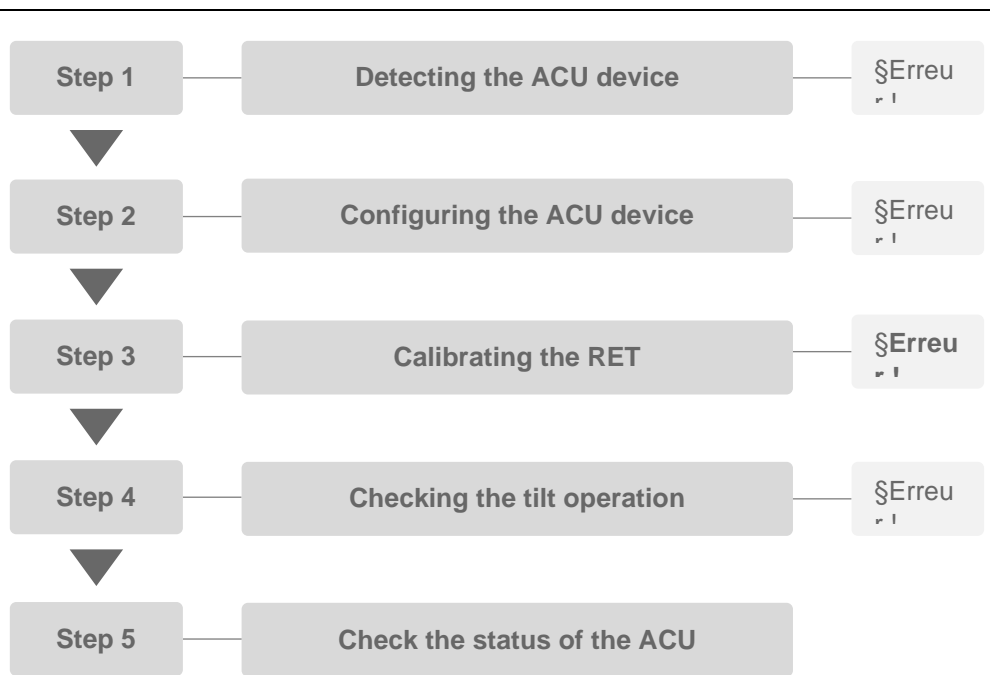 Step 1
Detecting the ACU device
§Erreu
r !
Step 2
Configuring the ACU device
§Erreu
r !
Step 3
Calibrating the RET
§Erreu
r !
Step 4
Checking the tilt operation
§Erreu
r !
Step 5
Check the status of the ACU